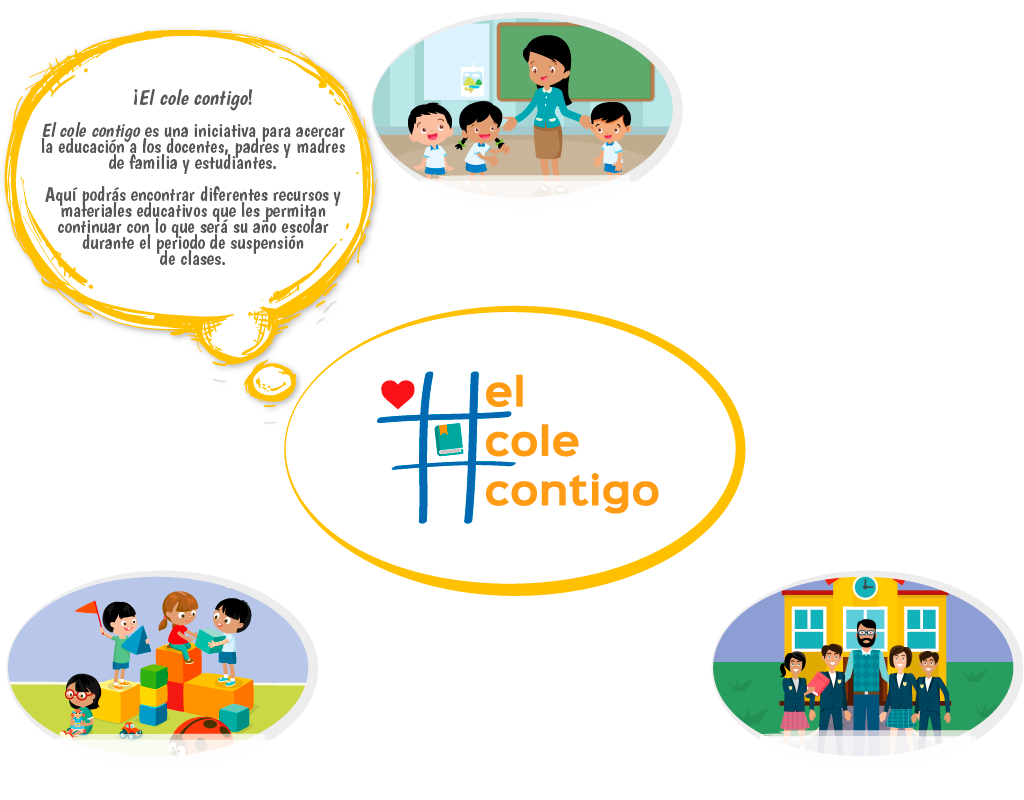 ¡El cole contigo!
El cole contigo es una iniciativa para acercar
la educación a los docentes, padres y madres
de familia y estudiantes.
Aquí podrás encontrar diferentes recursos y
materiales educativos que les permitan
continuar con lo que será su año escolar
durante el periodo de suspensión
de clases.
el
cole
contigo